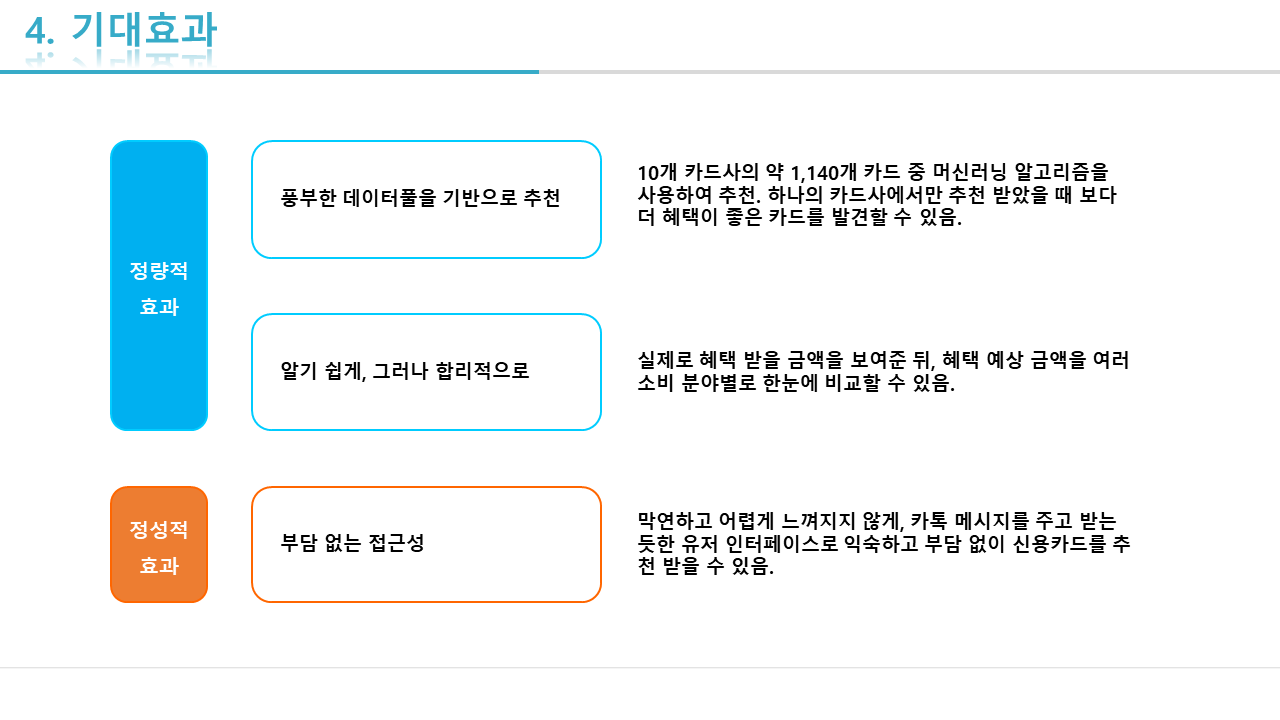 4. 기대효과
정량적
효과
풍부한 데이터풀을 기반으로 추천
10개 카드사의 약 1,140개 카드 중 머신러닝 알고리즘을
사용하여 추천. 하나의 카드사에서만 추천 받았을 때 보다
더 혜택이 좋은 카드를 발견할 수 있음.
알기 쉽게, 그러나 합리적으로
실제로 혜택 받을 금액을 보여준 뒤, 혜택 예상 금액을 여러
소비 분야별로 한눈에 비교할 수 있음.
정성적
효과
부담 없는 접근성
막연하고 어렵게 느껴지지 않게, 카톡 메시지를 주고 받는
듯한 유저 인터페이스로 익숙하고 부담 없이 신용카드를 추
천 받을 수 있음.